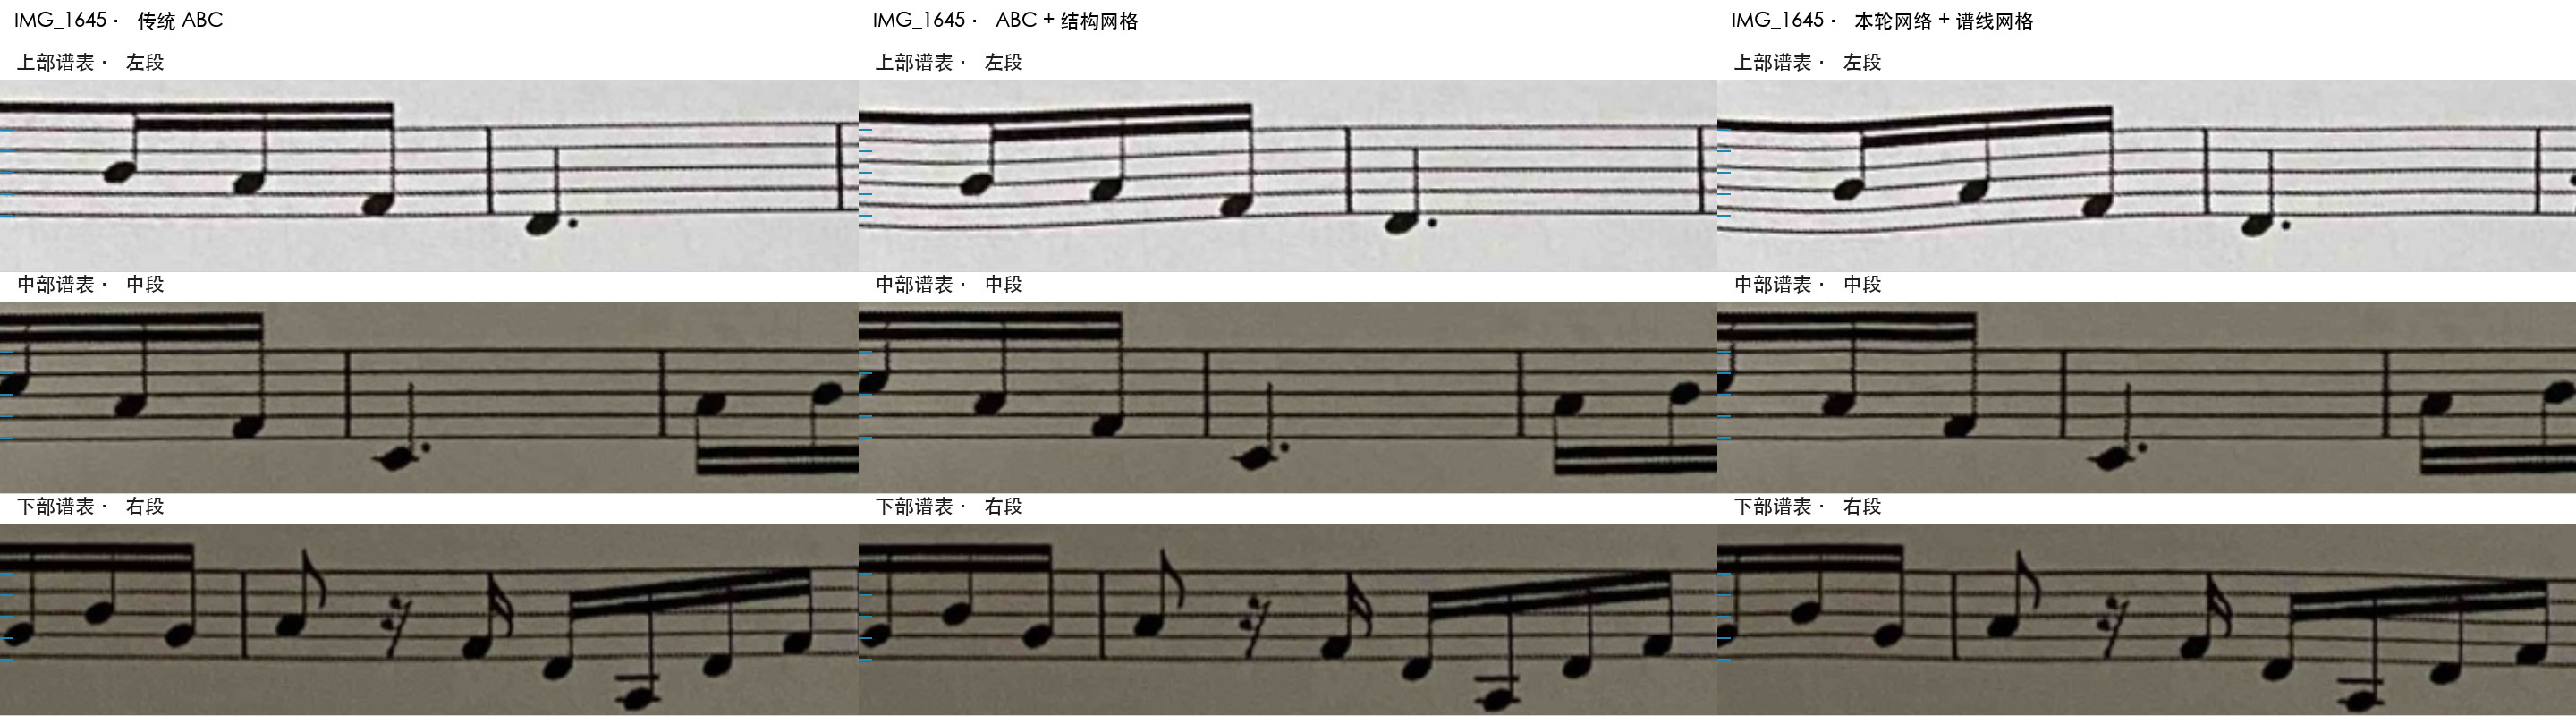 IMG_1645 · 传统 ABC
上部谱表 · 左段
中部谱表 · 中段
下部谱表 · 右段
IMG_1645 · ABC + 结构网格
上部谱表 · 左段
中部谱表 · 中段
下部谱表 · 右段
IMG_1645 · 本轮网络 + 谱线网格
上部谱表 · 左段
中部谱表 · 中段
下部谱表 · 右段